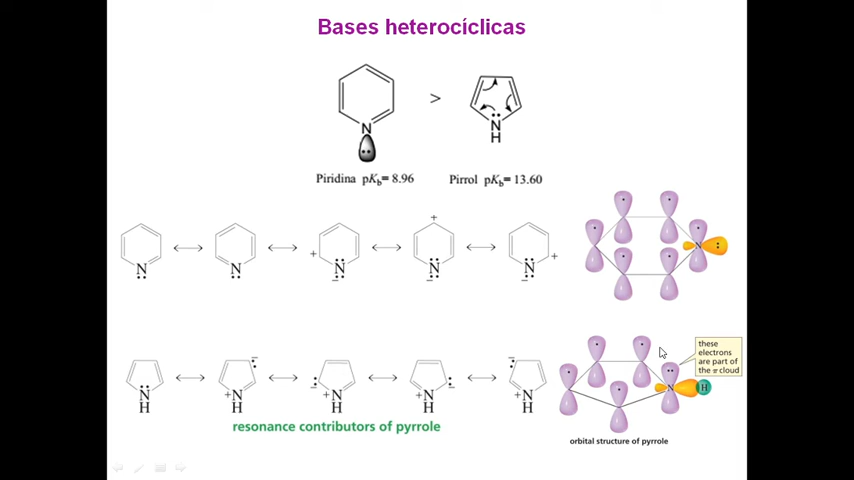 Bases heterocíclicas
N
>
N
H
Piridina pKb= 8.96
Pirrol pKb= 13.60
+
N
N
+
N
–
N
–
N
–
+
N
these
electrons
are part of
the π cloud
N
H
N
H
+
–
N
H
+
–
N
H
+
–
N
H
+
–
N
H
+
resonance contributors of pyrrole
orbital structure of pyrrole